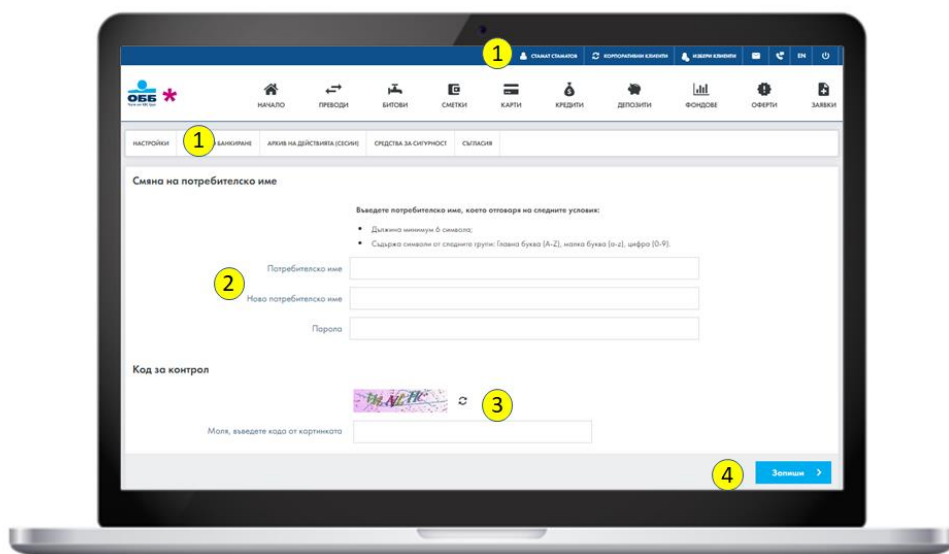 1
СТАМАТ СТАМАТОВ КОРПОРАТИВНИ КЛИЕНТИ ИЗБЕРИ КЛИЕНТИ EN
ОББ
НАЧАЛО ПРЕВОДИ БИТОВИ СМЕТКИ КАРТИ КРЕДИТИ ДЕПОЗИТИ ФОНДОВЕ ОФЕРТИ ЗАЯВКИ
НАСТРОЙКИ 1 БАНКИРАНЕ АРХИВ НА ДЕЙСТВИЯТА (СЕСИИ) СРЕДСТВА ЗА СИГУРНОСТ СЪГЛАСИЯ
Смяна на потребителско име
Въведете потребителско име, което отговаря на следните условия:
• Дължина минимум 6 символа;
• Съдържа символи от следните групи: Главна буква (A-Z), малка буква (a-z), цифра (0-9).
Потребителско име
2
Ново потребителско име
Парола
Код за контрол
3
Моля, въведете кода от картинката
4 Запиши